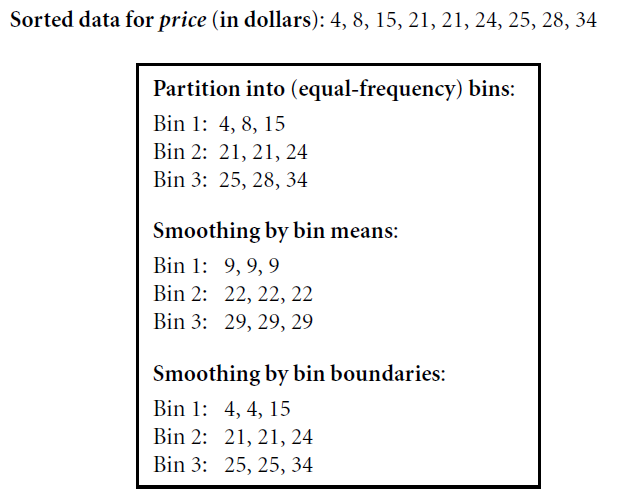 Sorted data for price (in dollars): 4, 8, 15, 21, 21, 24, 25, 28, 34
Partition into (equal-frequency) bins:
Bin 1: 4, 8, 15
Bin 2: 21, 21, 24
Bin 3: 25, 28, 34
Smoothing by bin means:
Bin 1: 9, 9, 9
Bin 2: 22, 22, 22
Bin 3: 29, 29, 29
Smoothing by bin boundaries:
Bin 1: 4, 4, 15
Bin 2: 21, 21, 24
Bin 3: 25, 25, 34